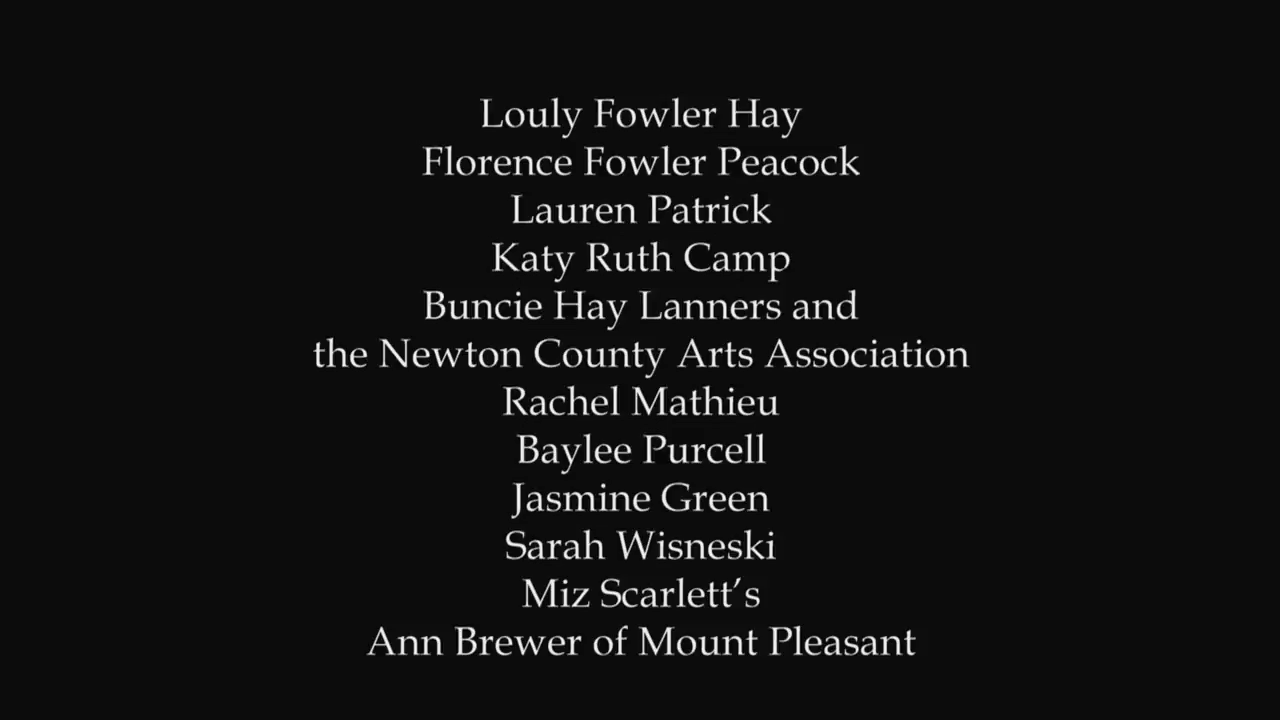 Louly Fowler Hay
Florence Fowler Peacock
Lauren Patrick
Katy Ruth Camp
Buncie Hay Lanners and
the Newton County Arts Association
Rachel Mathieu
Baylee Purcell
Jasmine Green
Sarah Wisneski
Miz Scarlett’s
Ann Brewer of Mount Pleasant